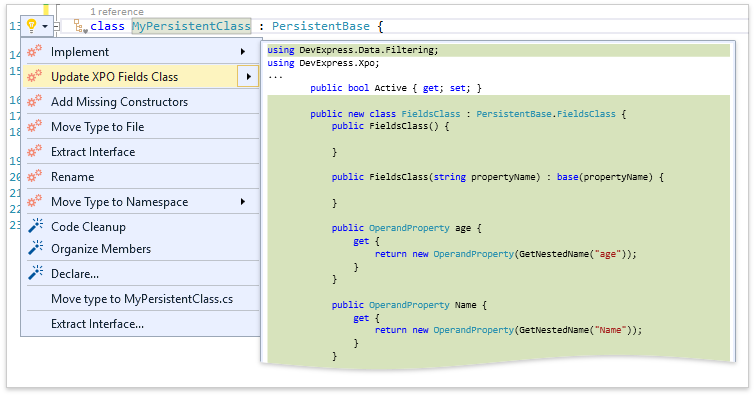 1 reference
13 class MyPersistentClass : PersistentBase {
14
15
16
17
18
19
20
21
22
23
Implement
Update XPO Fields Class
Add Missing Constructors
Move Type to File
Extract Interface
Rename
Move Type to Namespace
Code Cleanup
Organize Members
Declare...
Move type to MyPersistentClass.cs
Extract Interface...
using DevExpress.Data.Filtering;
using DevExpress.Xpo;
...
public bool Active { get; set; }
public new class FieldsClass : PersistentBase.FieldsClass {
public FieldsClass() {
}
public FieldsClass(string propertyName) : base(propertyName) {
}
public OperandProperty age {
get {
return new OperandProperty(GetNestedName("age"));
}
}
public OperandProperty Name {
get {
return new OperandProperty(GetNestedName("Name"));
}
}